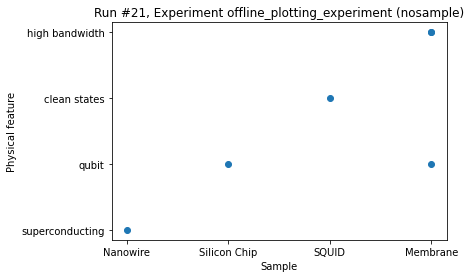 Run #21, Experiment offline_plotting_experiment (nosample)
high bandwidth
clean states
qubit
superconducting
Physical feature
Nanowire Silicon Chip SQUID Membrane
Sample